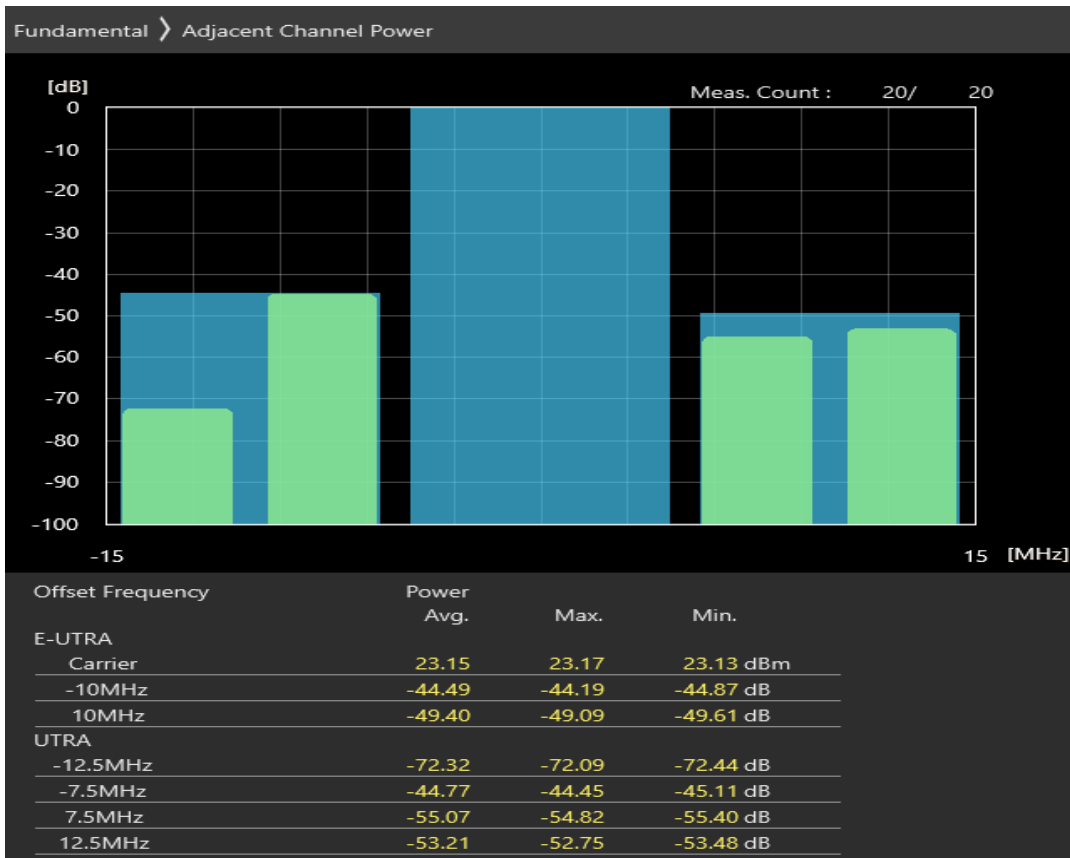 Fundamental 〉 Adjacent Channel Power
[dB]
Meas. Count : 20/ 20
0
-10
-20
-30
-40
-50
-60
-70
-80
-90
-100
-15 15 [MHz]
Offset Frequency Power
Avg. Max. Min.
E-UTRA
Carrier 23.15 23.17 23.13 dBm
-10MHz -44.49 -44.19 -44.87 dB
10MHz -49.40 -49.09 -49.61 dB
UTRA
-12.5MHz -72.32 -72.09 -72.44 dB
-7.5MHz -44.77 -44.45 -45.11 dB
7.5MHz -55.07 -54.82 -55.40 dB
12.5MHz -53.21 -52.75 -53.48 dB